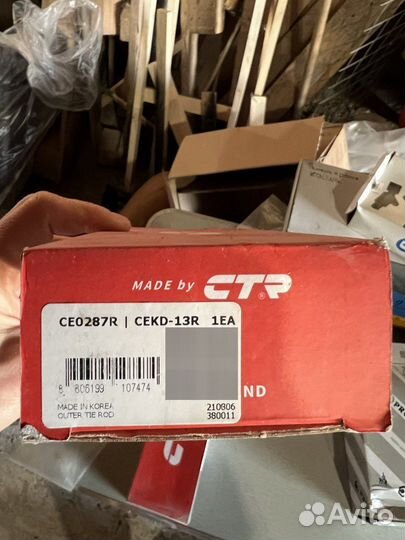 MADE by CTR®
CE0287R | CEKD-13R 1EA
8 806199 107474
ND
MADE IN KOREA 210806
OUTER TIE ROD 380011
Avito